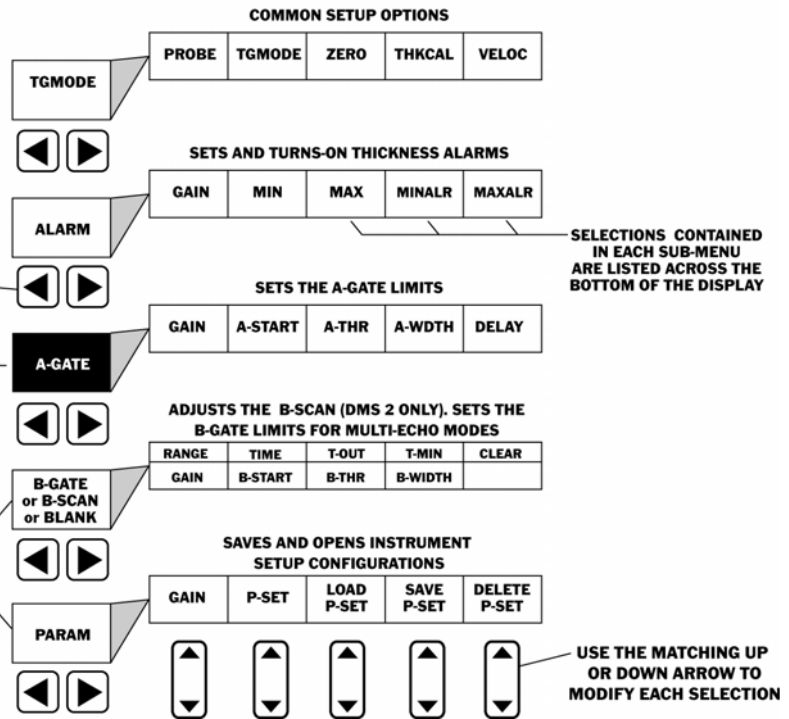 COMMON SETUP OPTIONS
PROBE TGMODE ZERO THKCAL VELOC
TGMODE
SETS AND TURNS-ON THICKNESS ALARMS
GAIN MIN MAX MINALR MAXALR
ALARM
SELECTIONS CONTAINED
IN EACH SUB-MENU
ARE LISTED ACROSS THE
BOTTOM OF THE DISPLAY
SETS THE A-GATE LIMITS
GAIN A-START A-THR A-WDTH DELAY
A-GATE
ADJUSTS THE B-SCAN (DMS 2 ONLY). SETS THE
B-GATE LIMITS FOR MULTI-ECHO MODES
RANGE TIME T-OUT T-MIN CLEAR
GAIN B-START B-THR B-WIDTH
B-GATE
or B-SCAN
or BLANK
SAVES AND OPENS INSTRUMENT
SETUP CONFIGURATIONS
GAIN P-SET LOAD P-SET SAVE P-SET DELETE P-SET
PARAM
USE THE MATCHING UP
OR DOWN ARROW TO
MODIFY EACH SELECTION